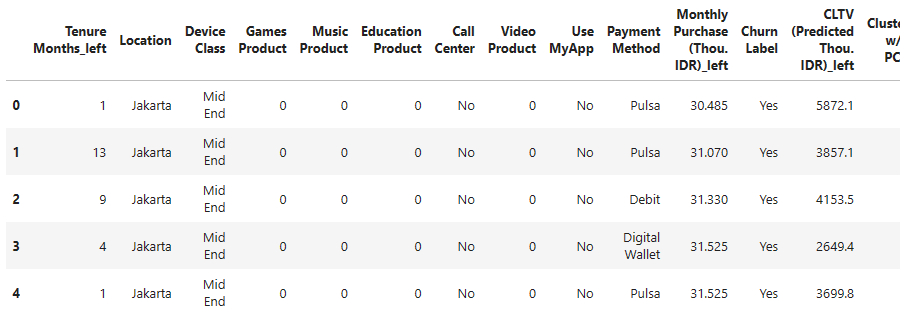 Tenure Months_left Location Device Class Games Product Music Product Education Product Call Center Video Product Use MyApp Payment Method Monthly Purchase (Thou. IDR)_left Churn Label CLTV (Predicted Thou. IDR)_left
0 1 Jakarta Mid End 0 0 0 No 0 No Pulsa 30.485 Yes 5872.1
1 13 Jakarta Mid End 0 0 0 No 0 No Pulsa 31.070 Yes 3857.1
2 9 Jakarta Mid End 0 0 0 No 0 No Debit 31.330 Yes 4153.5
3 4 Jakarta Mid End 0 0 0 No 0 No Digital Wallet 31.525 Yes 2649.4
4 1 Jakarta Mid End 0 0 0 No 0 No Pulsa 31.525 Yes 3699.8